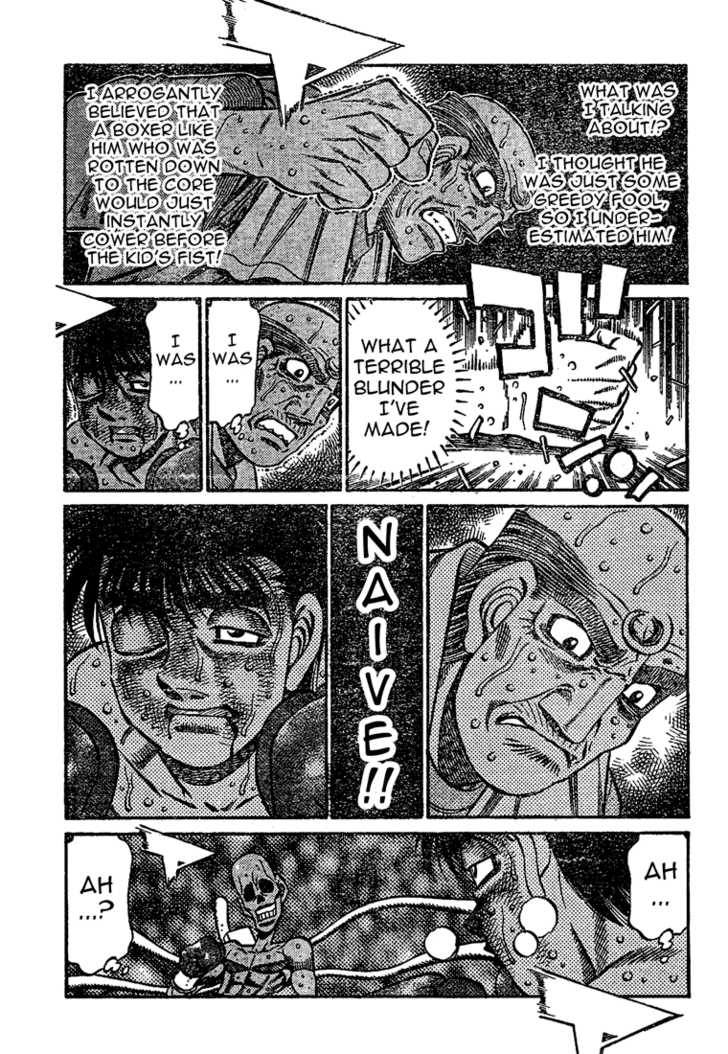 WHAT WAS
I TALKING
ABOUT!?
I THOUGHT HE
WAS JUST SOME
GREEDY FOOL,
SO I UNDER-
ESTIMATED HIM!
I ARROGANTLY
BELIEVED THAT
A BOXER LIKE
HIM WHO WAS
ROTTEN DOWN
TO THE CORE
WOULD JUST
INSTANTLY
COWER BEFORE
THE KID'S FIST!
WHAT A
TERRIBLE
BLUNDER
I'VE
MADE!
I
WAS
...
I
WAS
...
NAIVE!!
AH
...
AH
...?